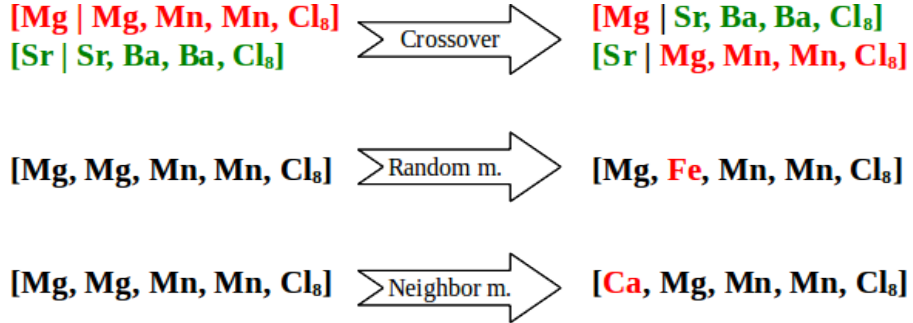 [Mg | Mg, Mn, Mn, Cl₈] Crossover [Mg | Sr, Ba, Ba, Cl₈]
[Sr | Sr, Ba, Ba, Cl₈] [Sr | Mg, Mn, Mn, Cl₈]
[Mg, Mg, Mn, Mn, Cl₈] Random m. [Mg, Fe, Mn, Mn, Cl₈]
[Mg, Mg, Mn, Mn, Cl₈] Neighbor m. [Ca, Mg, Mn, Mn, Cl₈]